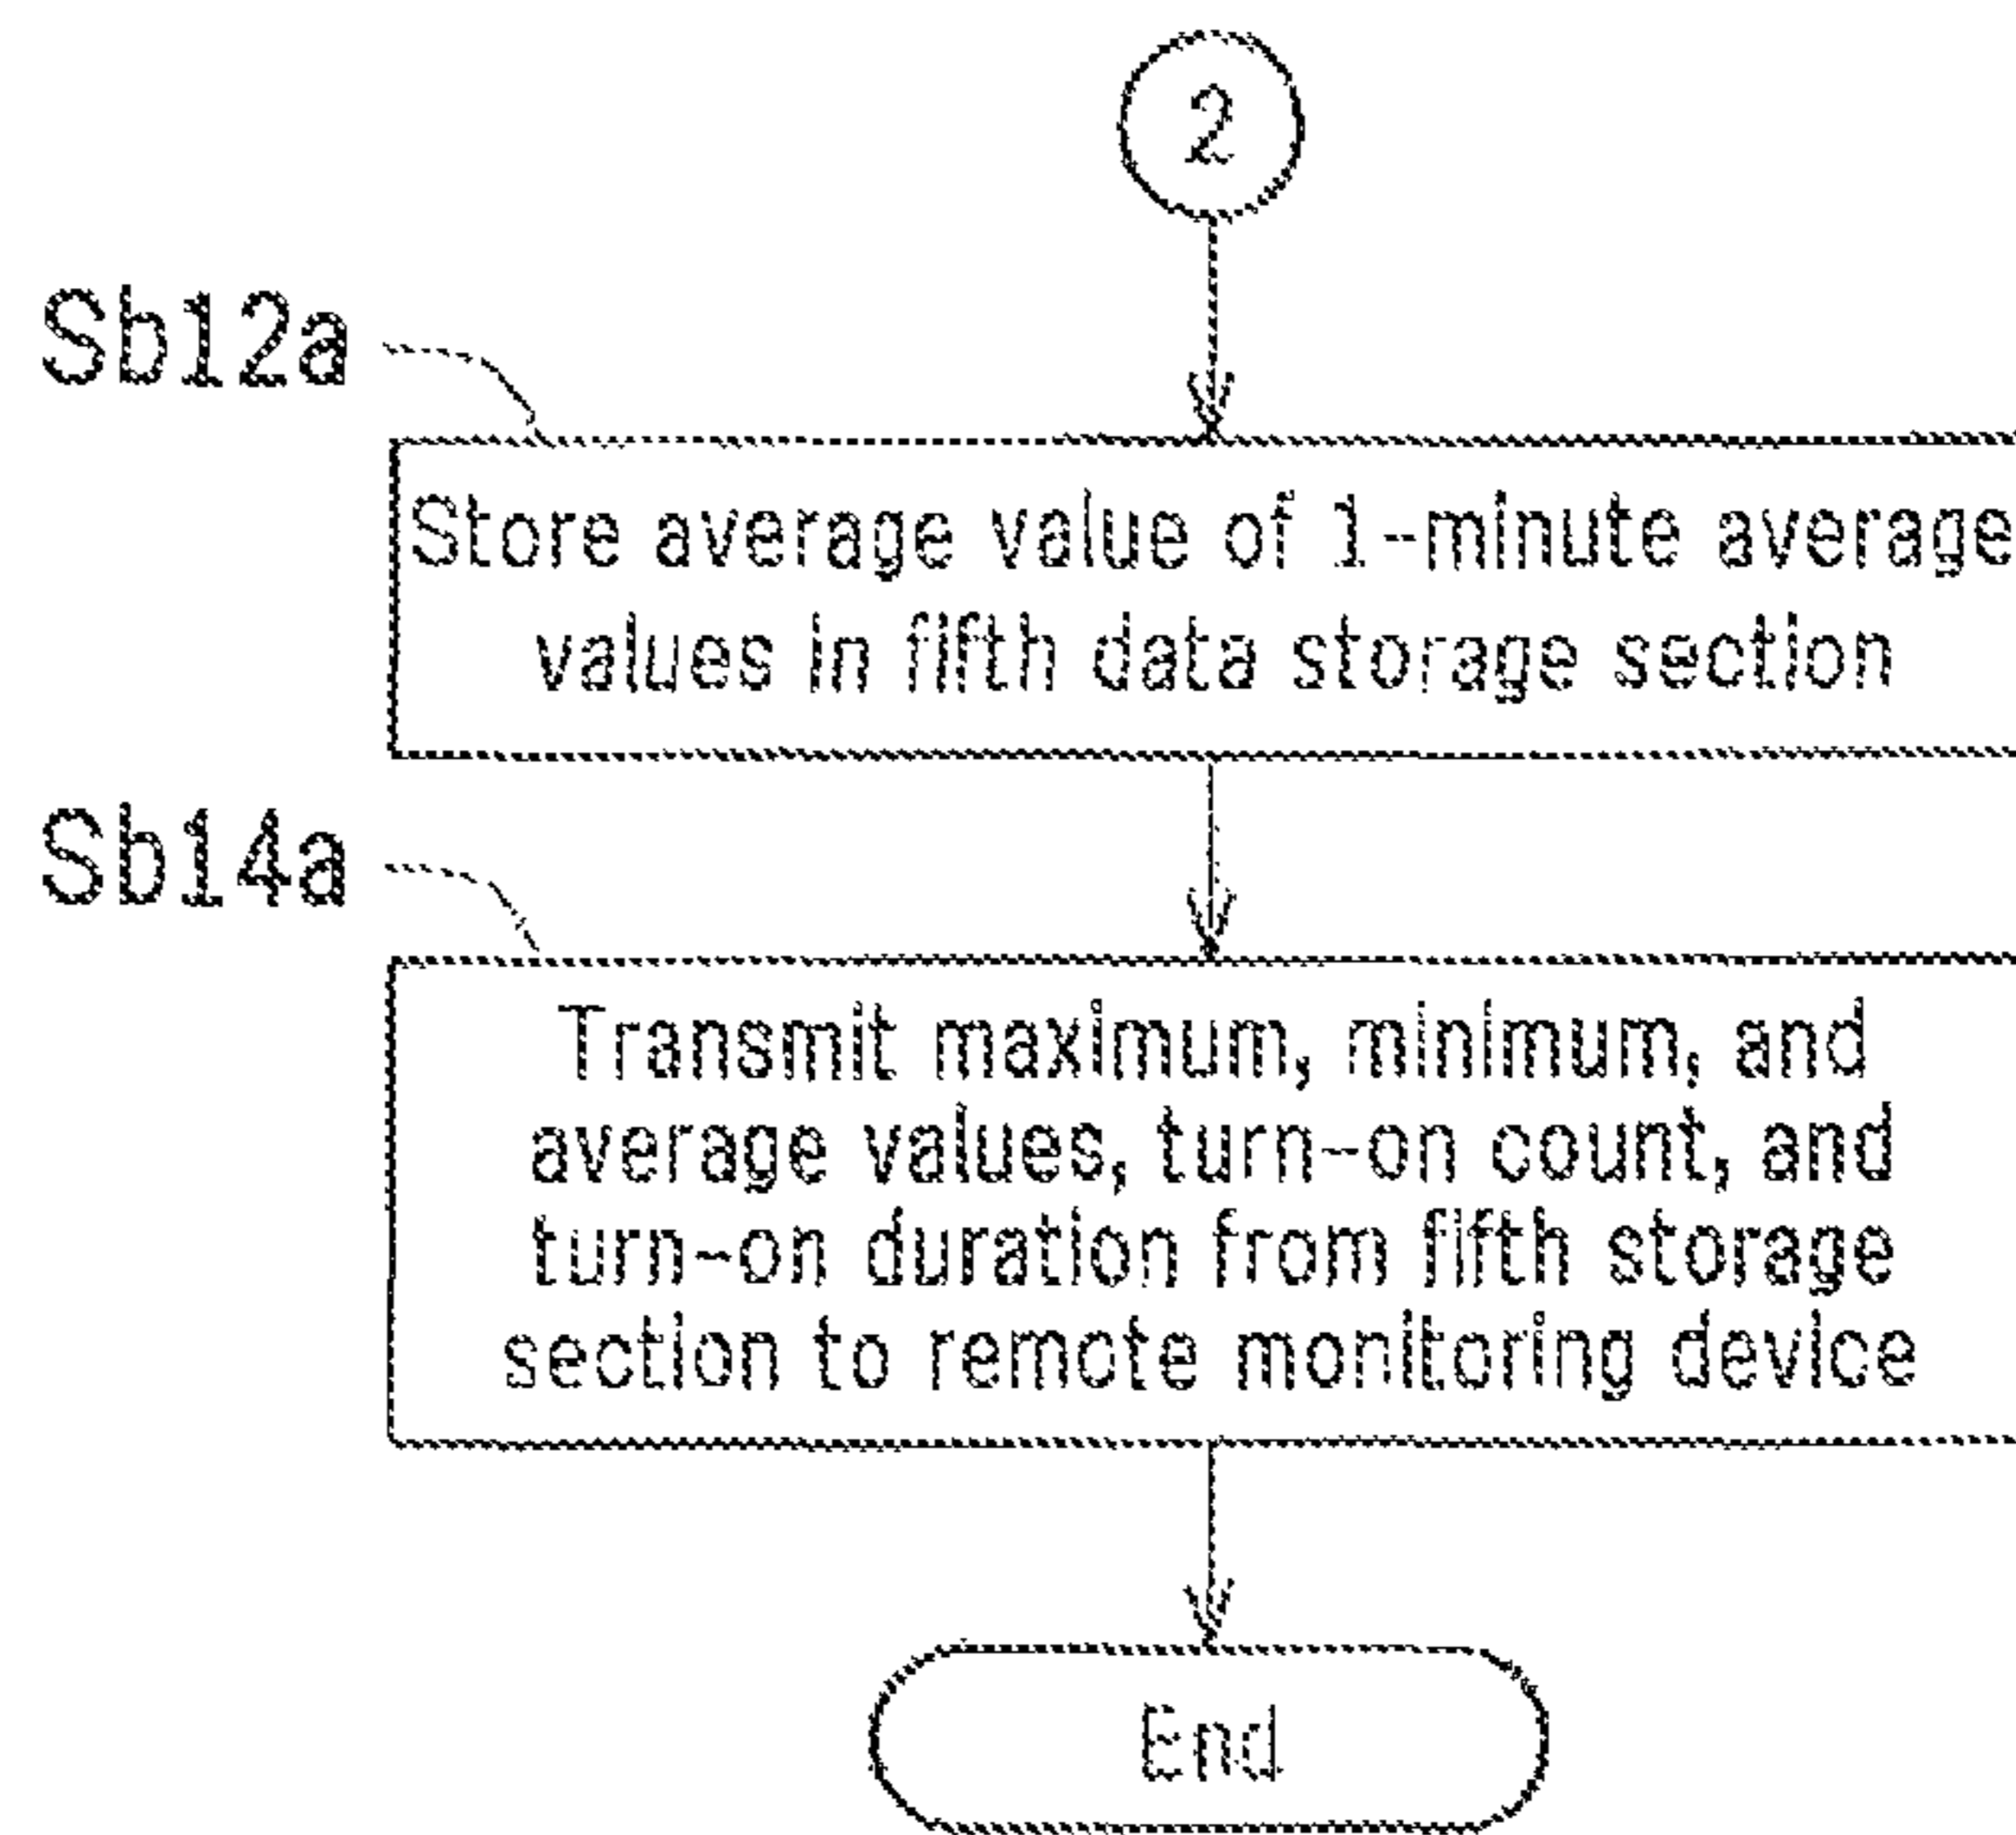 2
Sb12a
Store average value of 1-minute average
values in fifth data storage section
Sb14a
Transmit maximum, minimum, and
average values, turn-on count, and
turn-on duration from fifth storage
section to remote monitoring device
End